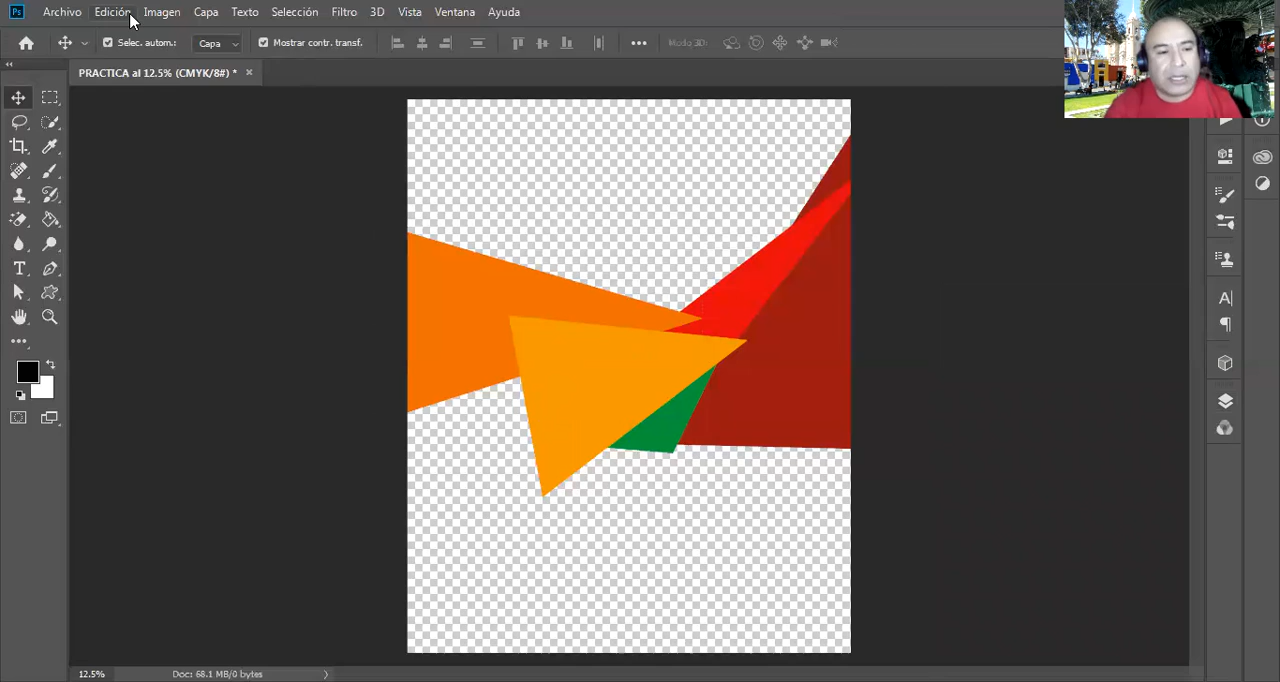 Ps Archivo Edición Imagen Capa Texto Selección Filtro 3D Vista Ventana Ayuda
Selec. autom.: Capa Mostrar contr. transf. ••• Modo 3D:
PRACTICA al 12.5% (CMYK/8#) * ×
12.5% Doc: 68.1 MB/0 bytes